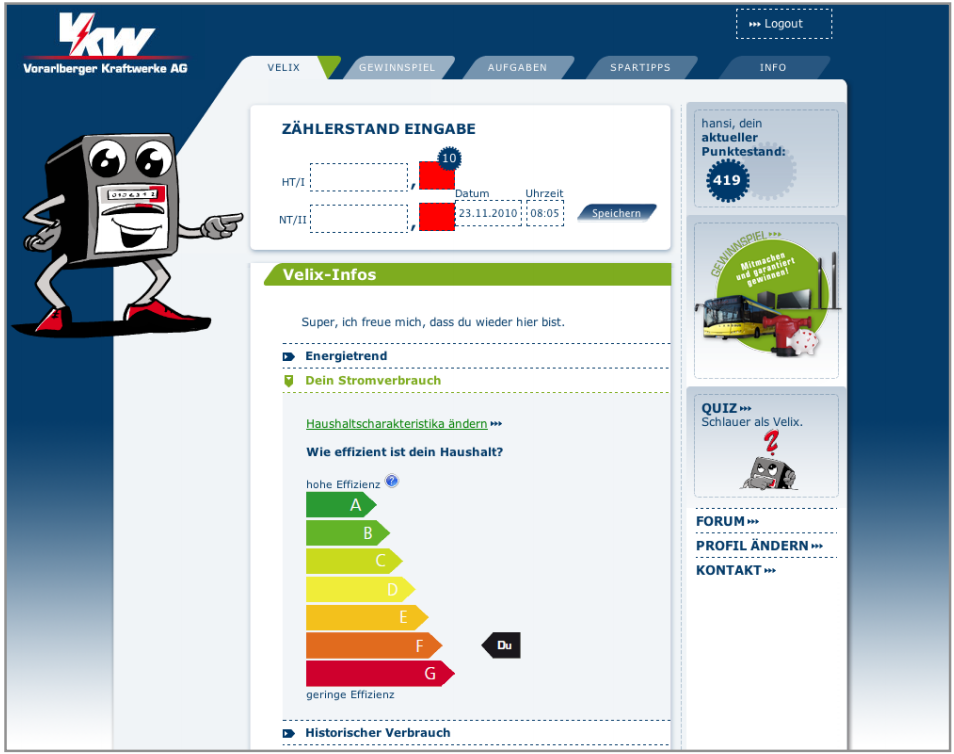 VKW
Vorarlberger Kraftwerke AG
Logout
VELIX
GEWINNSPIEL
AUFGABEN
SPARTIPPS
INFO
ZÄHLERSTAND EINGABE
10
HT/I
,
Datum
Uhrzeit
NT/II
,
23.11.2010
08:05
Speichern
hansi, dein
aktueller
Punktestand:
419
GEWINNSPIEL
Mitmachen
und garantiert
gewinnen!
QUIZ
Schlauer als Velix.
?
FORUM
PROFIL ÄNDERN
KONTAKT
Velix-Infos
Super, ich freue mich, dass du wieder hier bist.
Energietrend
Dein Stromverbrauch
Haushaltscharakteristika ändern
Wie effizient ist dein Haushalt?
hohe Effizienz ?
A
B
C
D
E
F
Du
G
geringe Effizienz
Historischer Verbrauch